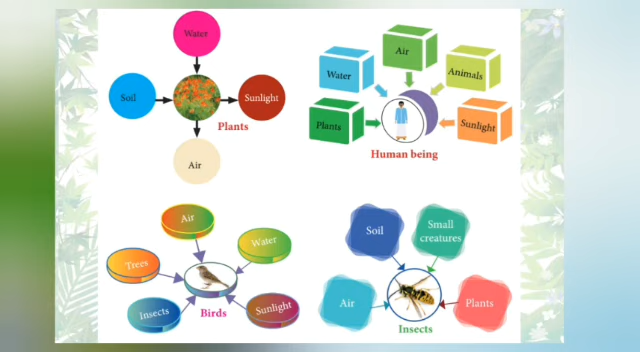 Water
Soil
Sunlight
Plants
Air
Air
Water
Animals
Plants
Sunlight
Human being
Air
Water
Trees
Insects
Sunlight
Birds
Soil
Small
creatures
Air
Plants
Insects